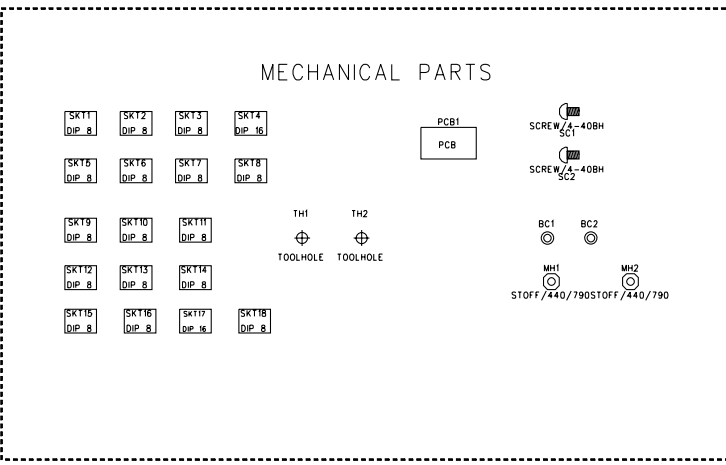 MECHANICAL PARTS
SKT1 SKT2 SKT3 SKT4
DIP 8 DIP 8 DIP 8 DIP 16
PCB1
PCB
SCREW/4-40BH
SC1
SKT5 SKT6 SKT7 SKT8
DIP 8 DIP 8 DIP 8 DIP 8
SCREW/4-40BH
SC2
SKT9 SKT10 SKT11
DIP 8 DIP 8 DIP 8
TH1 TH2
TOOLHOLE TOOLHOLE
BC1 BC2
SKT12 SKT13 SKT14
DIP 8 DIP 8 DIP 8
MH1 MH2
STOFF/440/790 STOFF/440/790
SKT15 SKT16 SKT17 SKT18
DIP 8 DIP 8 DIP 16 DIP 8